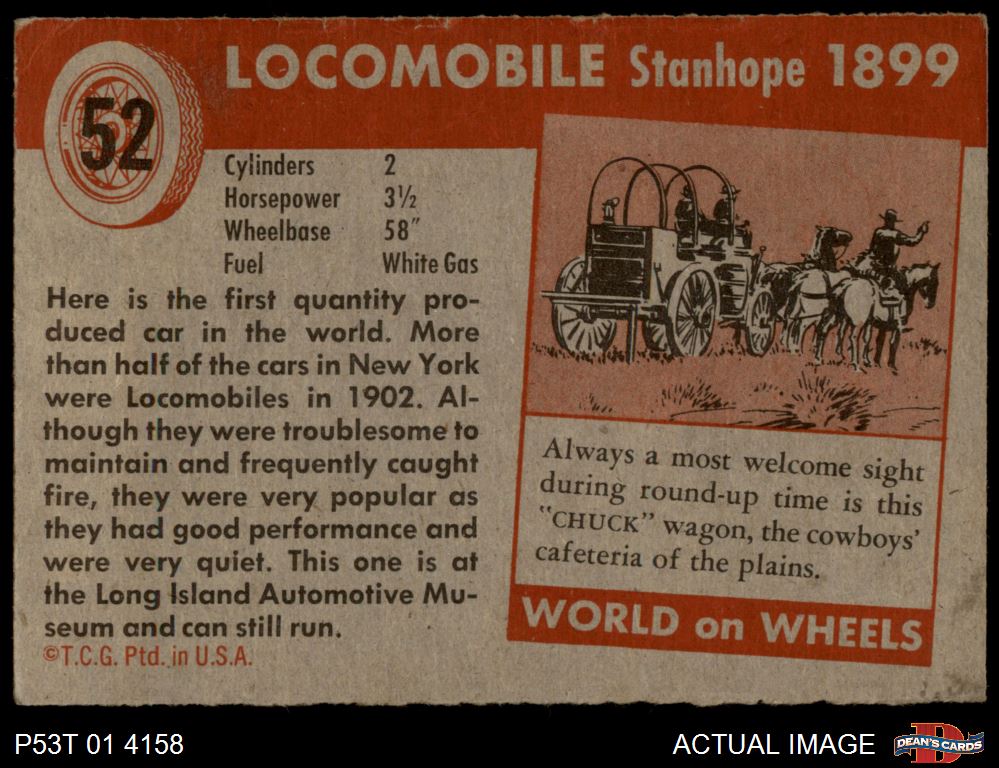 LOCOMOBILE Stanhope 1899
52
Cylinders 2
Horsepower 3½
Wheelbase 58"
Fuel White Gas
Here is the first quantity pro-
duced car in the world. More
than half of the cars in New York
were Locomobiles in 1902. Al-
though they were troublesome to
maintain and frequently caught
fire, they were very popular as
they had good performance and
were very quiet. This one is at
the Long Island Automotive Mu-
seum and can still run.
©T.C.G. Ptd. in U.S.A.
Always a most welcome sight
during round-up time is this
"CHUCK" wagon, the cowboys'
cafeteria of the plains.
WORLD on WHEELS
P53T 01 4158
ACTUAL IMAGE
D
DEAN'S CARDS